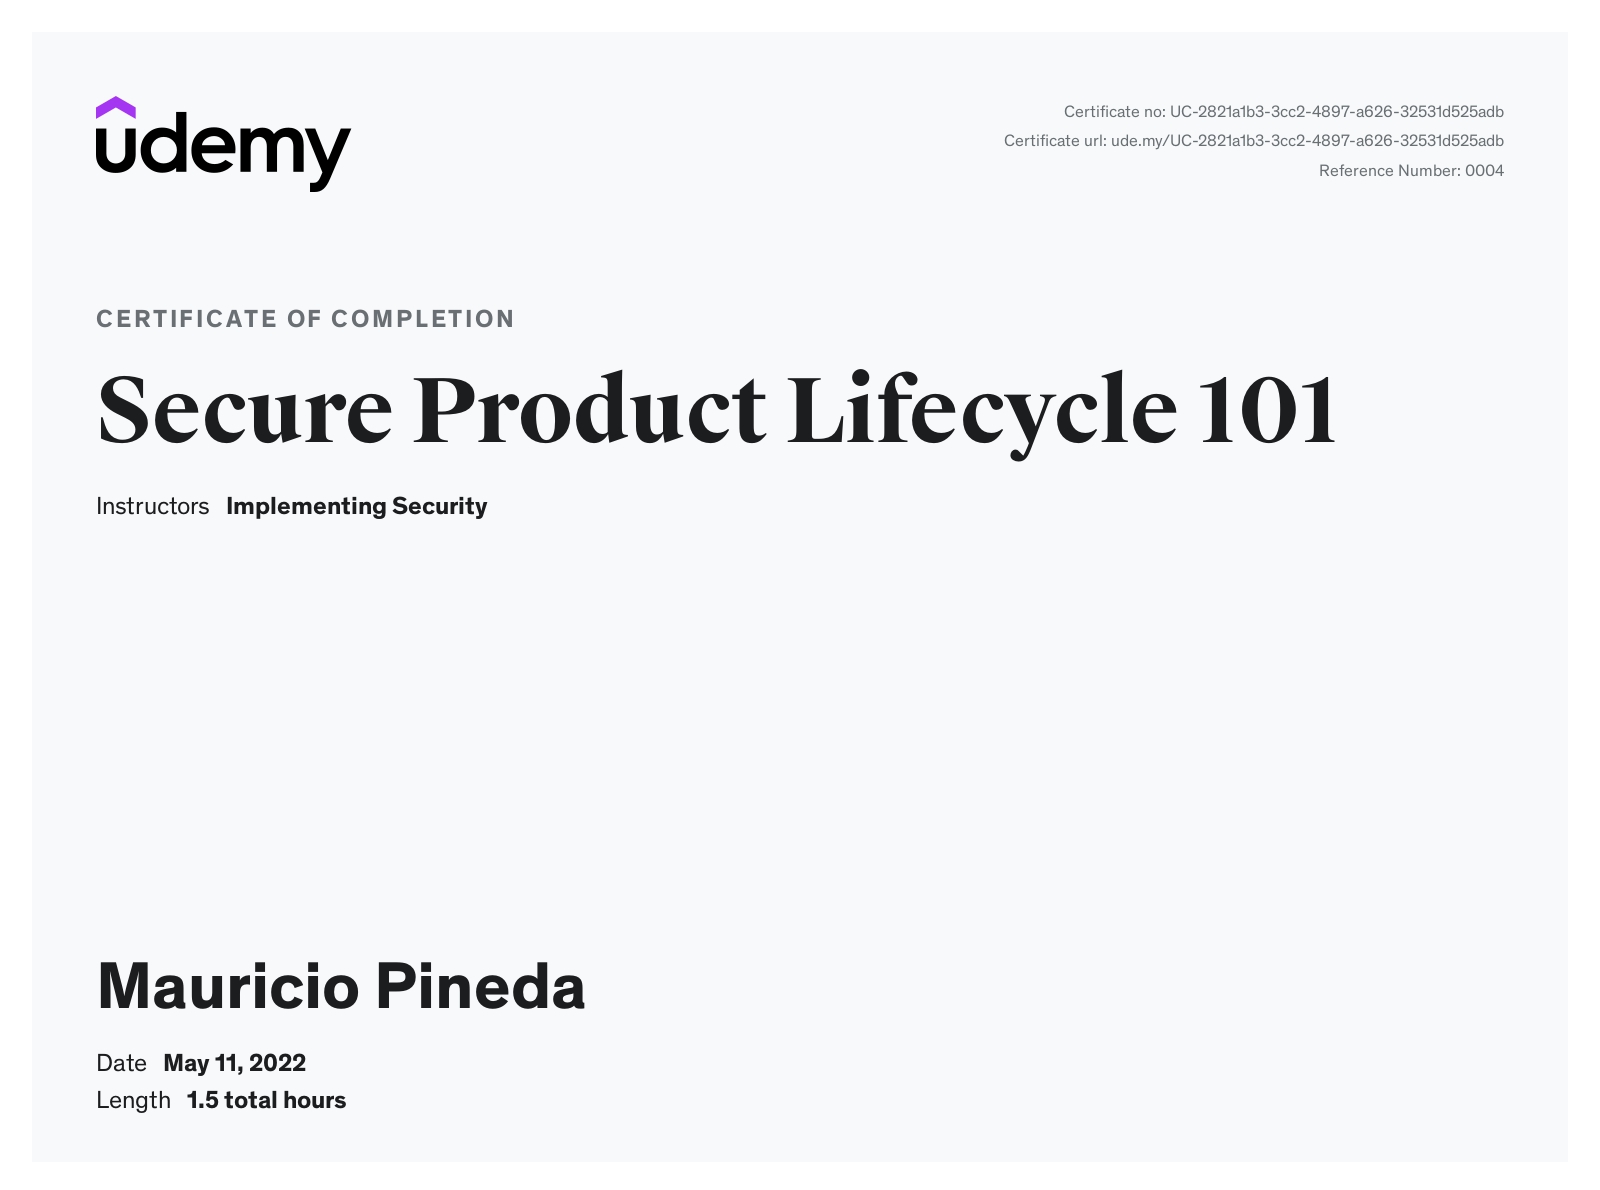 udemy
Certificate no: UC-2821a1b3-3cc2-4897-a626-32531d525adb
Certificate url: ude.my/UC-2821a1b3-3cc2-4897-a626-32531d525adb
Reference Number: 0004
CERTIFICATE OF COMPLETION
Secure Product Lifecycle 101
Instructors Implementing Security
Mauricio Pineda
Date May 11, 2022
Length 1.5 total hours